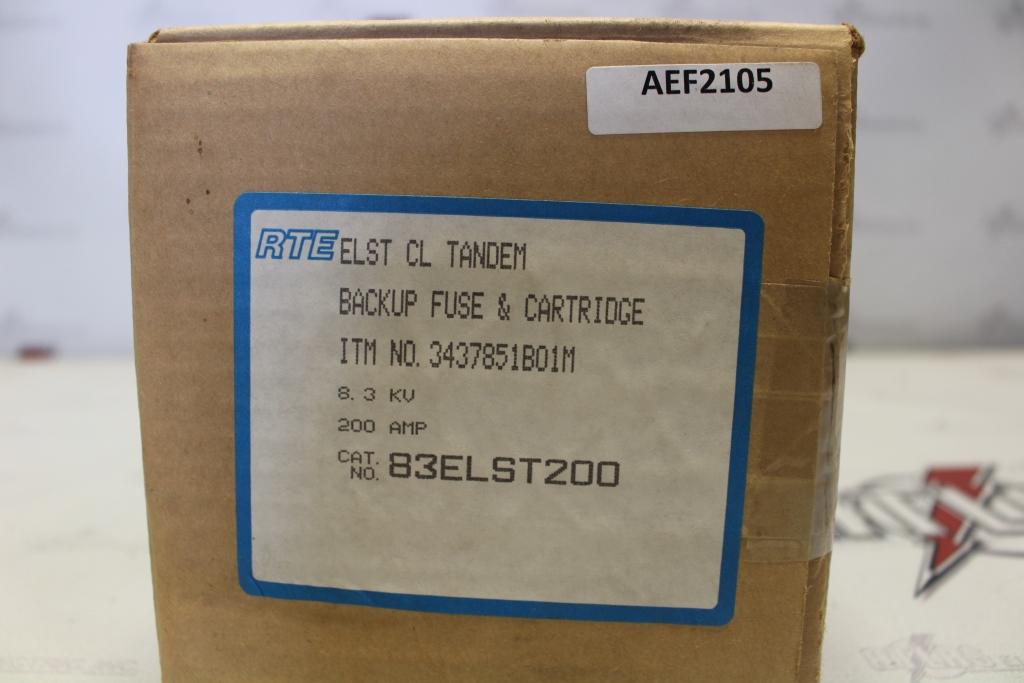 AEF2105
RTE ELST CL TANDEM
BACKUP FUSE & CARTRIDGE
ITM NO. 3437851B01M
8.3 KV
200 AMP
CAT. NO. 83ELST200